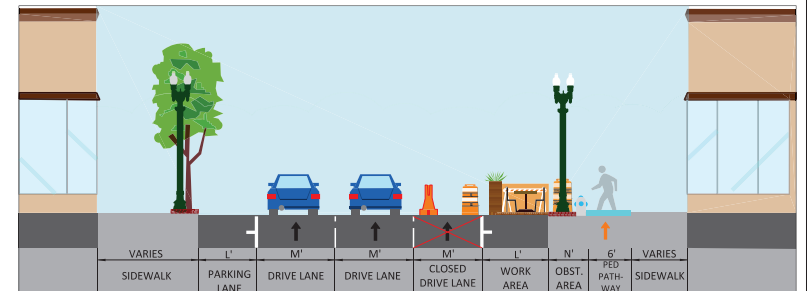 VARIES
L'
M'
M'
M'
L'
N'
6'
VARIES
SIDEWALK
PARKING
LANE
DRIVE LANE
DRIVE LANE
CLOSED
DRIVE LANE
WORK
AREA
OBST.
AREA
PED
PATH-
WAY
SIDEWALK